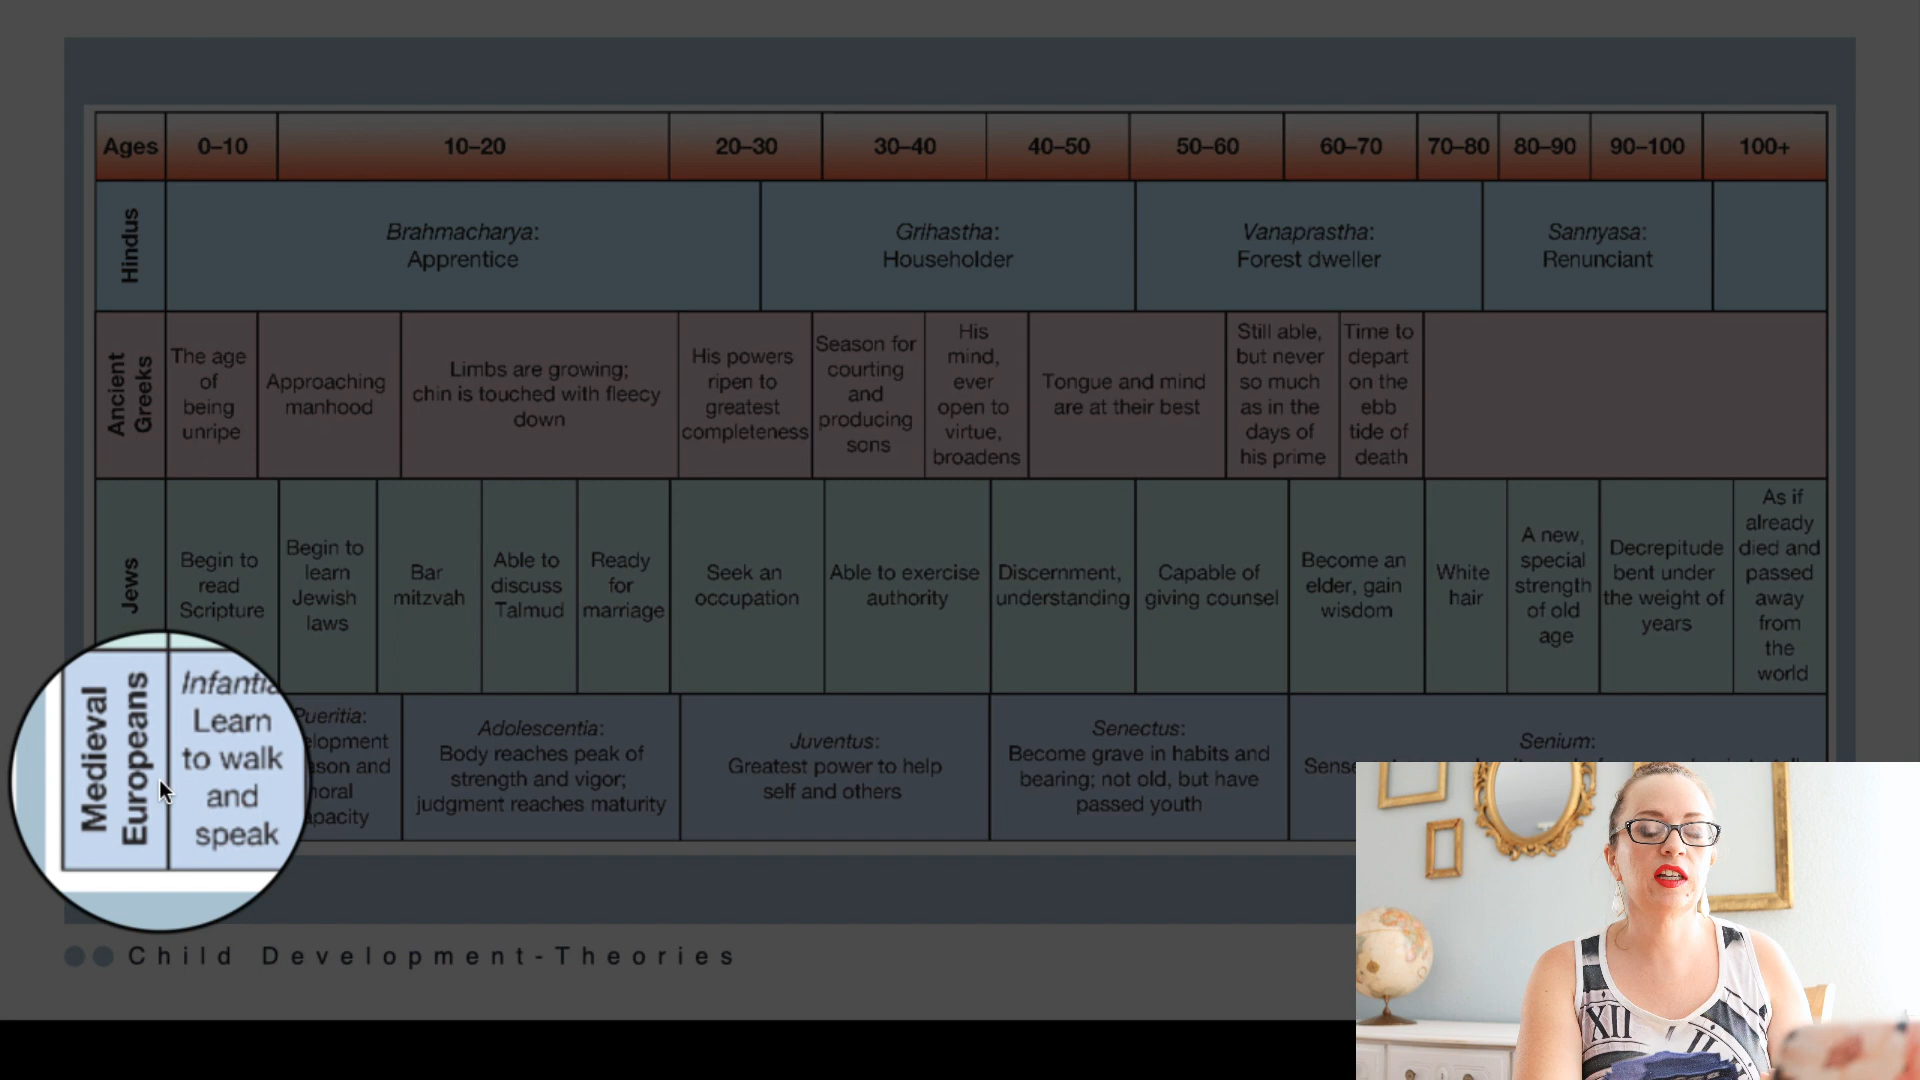 Ages
0–10
10–20
20–30
30–40
40–50
50–60
60–70
70–80
80–90
90–100
100+
Hindus
Brahmacharya:
Apprentice
Grihastha:
Householder
Vanaprastha:
Forest dweller
Sannyasa:
Renunciant
Ancient
Greeks
The age
of
being
unripe
Approaching
manhood
Limbs are growing;
chin is touched with fleecy
down
His powers
ripen to
greatest
completeness
Season for
courting
and
producing
sons
His
mind,
ever
open to
virtue,
broadens
Tongue and mind
are at their best
Still able,
but never
so much
as in the
days of
his prime
Time to
depart
on the
ebb
tide of
death
Jews
Begin to
read
Scripture
Begin to
learn
Jewish
laws
Bar
mitzvah
Able to
discuss
Talmud
Ready
for
marriage
Seek an
occupation
Able to exercise
authority
Discernment,
understanding
Capable of
giving counsel
Become an
elder, gain
wisdom
White
hair
A new,
special
strength
of old
age
Decrepitude
bent under
the weight of
years
As if
already
died and
passed
away
from
the
world
Medieval
Europeans
Infantia
Learn
to walk
and
speak
Pueritia:
and
Adolescentia:
Body reaches peak of
strength and vigor;
judgment reaches maturity
Juventus:
Greatest power to help
self and others
Senectus:
Become grave in habits and
bearing; not old, but have
passed youth
Senium:
Child Development-Theories
XII